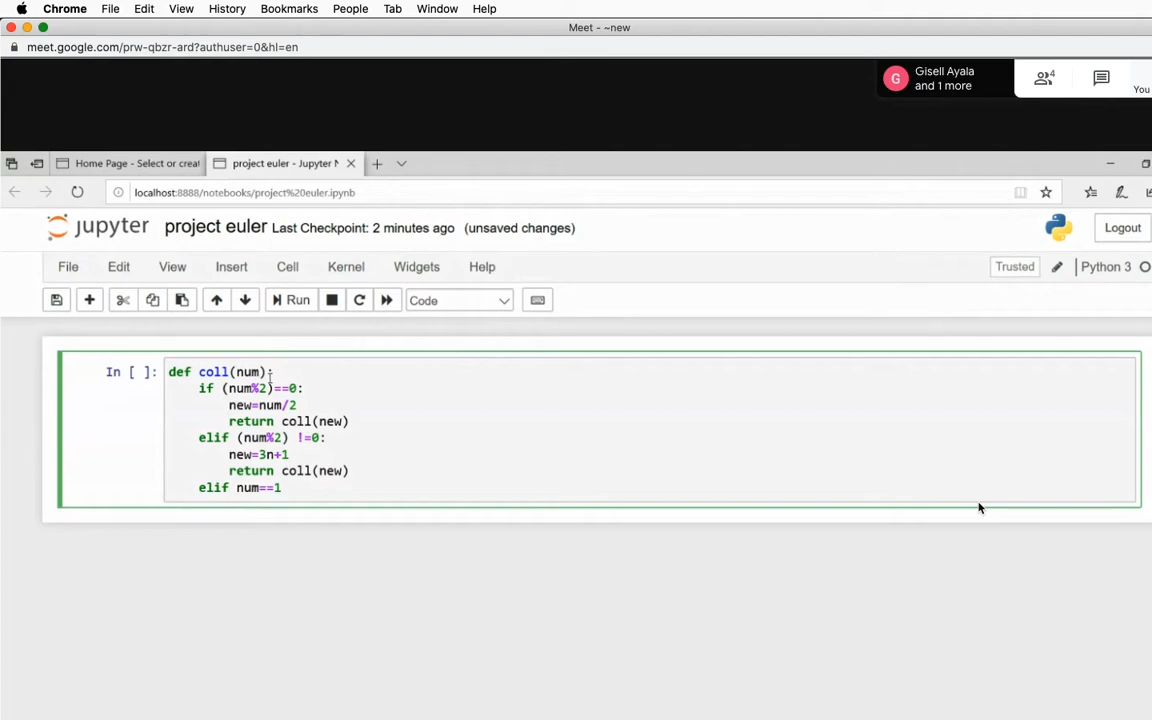 Chrome File Edit View History Bookmarks People Tab Window Help
Meet - ~new
meet.google.com/prw-qbzr-ard?authuser=0&hl=en
G Gisell Ayala
and 1 more
4
You
Home Page - Select or creat
project euler - Jupyter N
localhost:8888/notebooks/project%20euler.ipynb
jupyter project euler Last Checkpoint: 2 minutes ago (unsaved changes)
Logout
File Edit View Insert Cell Kernel Widgets Help
Trusted Python 3
Run Code
In [ ]: def coll(num):
if (num%2)==0:
new=num/2
return coll(new)
elif (num%2) !=0:
new=3n+1
return coll(new)
elif num==1